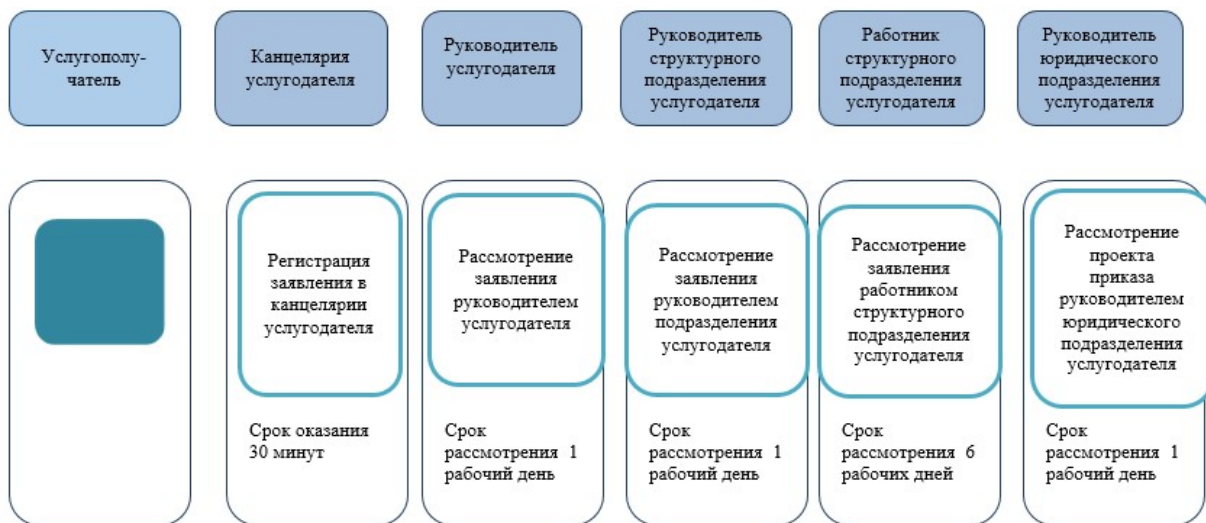 Услугополу-
чатель
Канцелярия
услугодателя
Руководитель
услугодателя
Руководитель
структурного
подразделения
услугодателя
Работник
структурного
подразделения
услугодателя
Руководитель
юридического
подразделения
услугодателя
Регистрация
заявления в
канцелярии
услугодателя
Срок оказания
30 минут
Рассмотрение
заявления
руководителем
услугодателя
Срок
рассмотрения 1
рабочий день
Рассмотрение
заявления
руководителем
подразделения
услугодателя
Срок
рассмотрения 1
рабочий день
Рассмотрение
заявления
работником
структурного
подразделения
услугодателя
Срок
рассмотрения 6
рабочих дней
Рассмотрение
проекта
приказа
руководителем
юридического
подразделения
услугодателя
Срок
рассмотрения 1
рабочий день